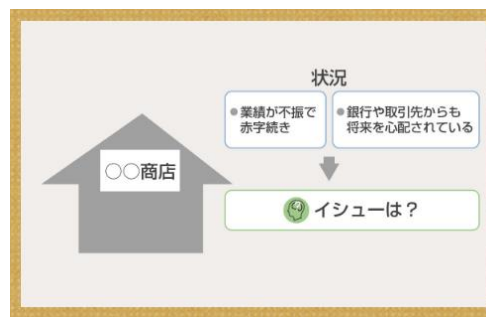 状況
●業績が不振で
赤字続き
●銀行や取引先からも
将来を心配されている
○○商店
イシューは？